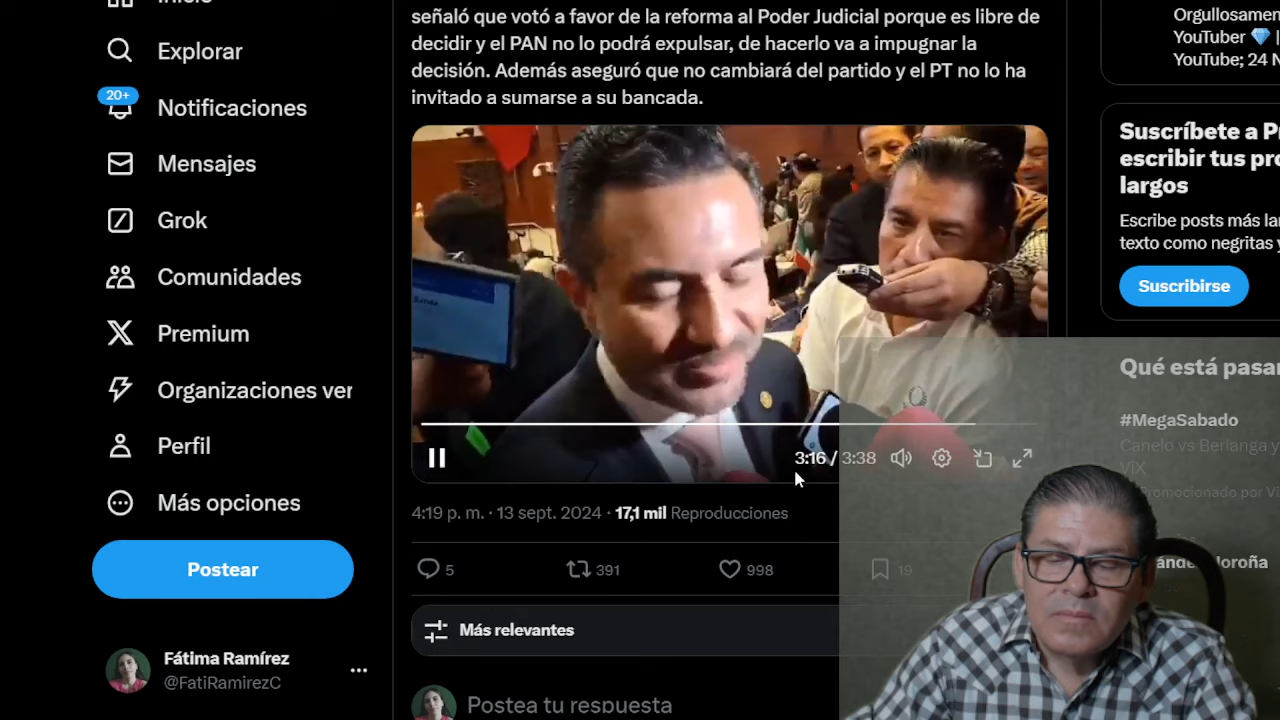 Inicio
Explorar
20+
Notificaciones
Mensajes
Grok
Comunidades
Premium
Organizaciones ver
Perfil
Más opciones
Postear
Fátima Ramírez
@FatiRamirezC
señaló que votó a favor de la reforma al Poder Judicial porque es libre de
decidir y el PAN no lo podrá expulsar, de hacerlo va a impugnar la
decisión. Además aseguró que no cambiará del partido y el PT no lo ha
invitado a sumarse a su bancada.
3:16 / 3:38
4:19 p. m. · 13 sept. 2024 · 17,1 mil Reproducciones
5 391 998 19
Más relevantes
Postea tu respuesta
Orgullosamen
YouTuber 💎 |
YouTube; 24 N
Suscríbete a P
escribir tus pro
largos
Escribe posts más lar
texto como negritas y
Suscribirse
Qué está pasan
#MegaSabado
Canelo vs Berlanga y
ViX
Promocionado por Vi
ánde
loroña